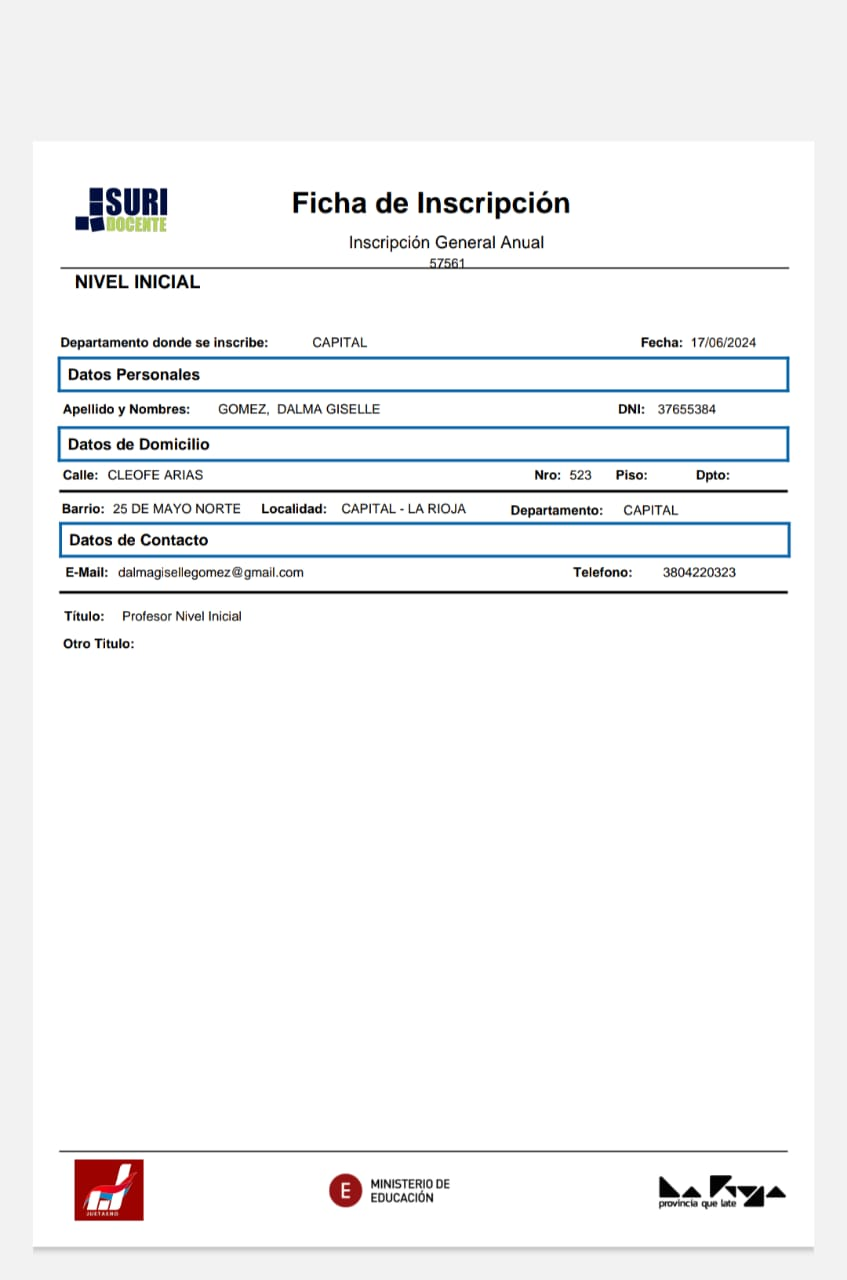 SURI
DOCENTE
Ficha de Inscripción
Inscripción General Anual
57561
NIVEL INICIAL
Departamento donde se inscribe: CAPITAL Fecha: 17/06/2024
Datos Personales
Apellido y Nombres: GOMEZ, DALMA GISELLE DNI: 37655384
Datos de Domicilio
Calle: CLEOFE ARIAS Nro: 523 Piso: Dpto:
Barrio: 25 DE MAYO NORTE Localidad: CAPITAL - LA RIOJA Departamento: CAPITAL
Datos de Contacto
E-Mail: dalmagisellegomez@gmail.com Telefono: 3804220323
Título: Profesor Nivel Inicial
Otro Titulo:
JUETAENO
E MINISTERIO DE
EDUCACIÓN
La Rioja
provincia que late